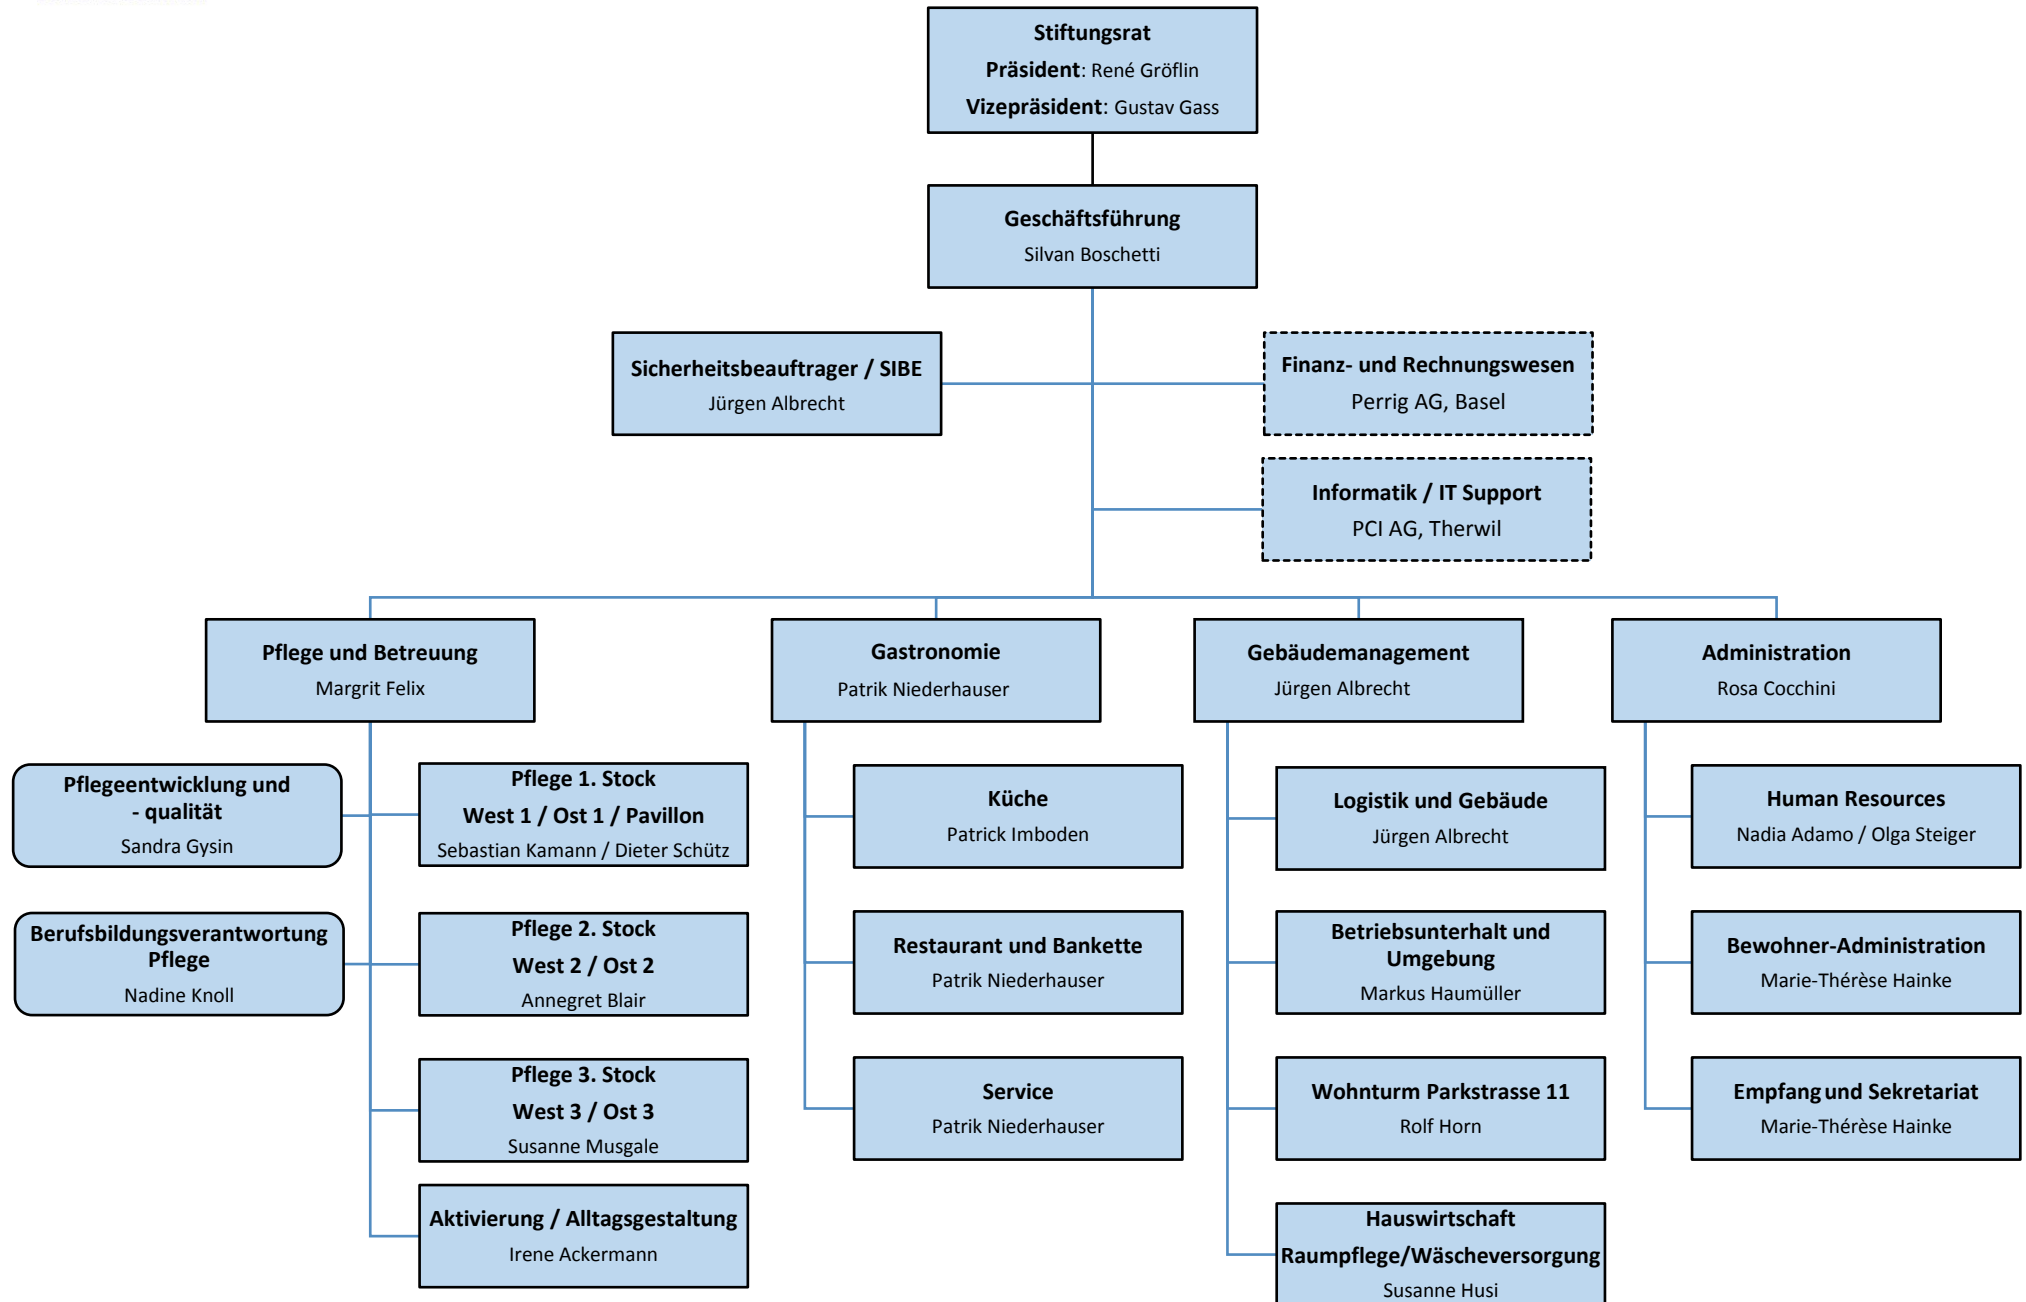 Stiftungsrat
Präsident: René Gröflin
Vizepräsident: Gustav Gass
Geschäftsführung
Silvan Boschetti
Sicherheitsbeauftrager / SIBE
Jürgen Albrecht
Finanz- und Rechnungswesen
Perrig AG, Basel
Informatik / IT Support
PCI AG, Therwil
Pflege und Betreuung
Margrit Felix
Gastronomie
Patrik Niederhauser
Gebäudemanagement
Jürgen Albrecht
Administration
Rosa Cocchini
Pflegeentwicklung und
- qualität
Sandra Gysin
Pflege 1. Stock
West 1 / Ost 1 / Pavillon
Sebastian Kamann / Dieter Schütz
Küche
Patrick Imboden
Logistik und Gebäude
Jürgen Albrecht
Human Resources
Nadia Adamo / Olga Steiger
Berufsbildungsverantwortung
Pflege
Nadine Knoll
Pflege 2. Stock
West 2 / Ost 2
Annegret Blair
Restaurant und Bankette
Patrik Niederhauser
Betriebsunterhalt und
Umgebung
Markus Haumüller
Bewohner-Administration
Marie-Thérèse Hainke
Pflege 3. Stock
West 3 / Ost 3
Susanne Musgale
Service
Patrik Niederhauser
Wohnturm Parkstrasse 11
Rolf Horn
Empfang und Sekretariat
Marie-Thérèse Hainke
Aktivierung / Alltagsgestaltung
Irene Ackermann
Hauswirtschaft
Raumpflege/Wäscheversorgung
Susanne Husi